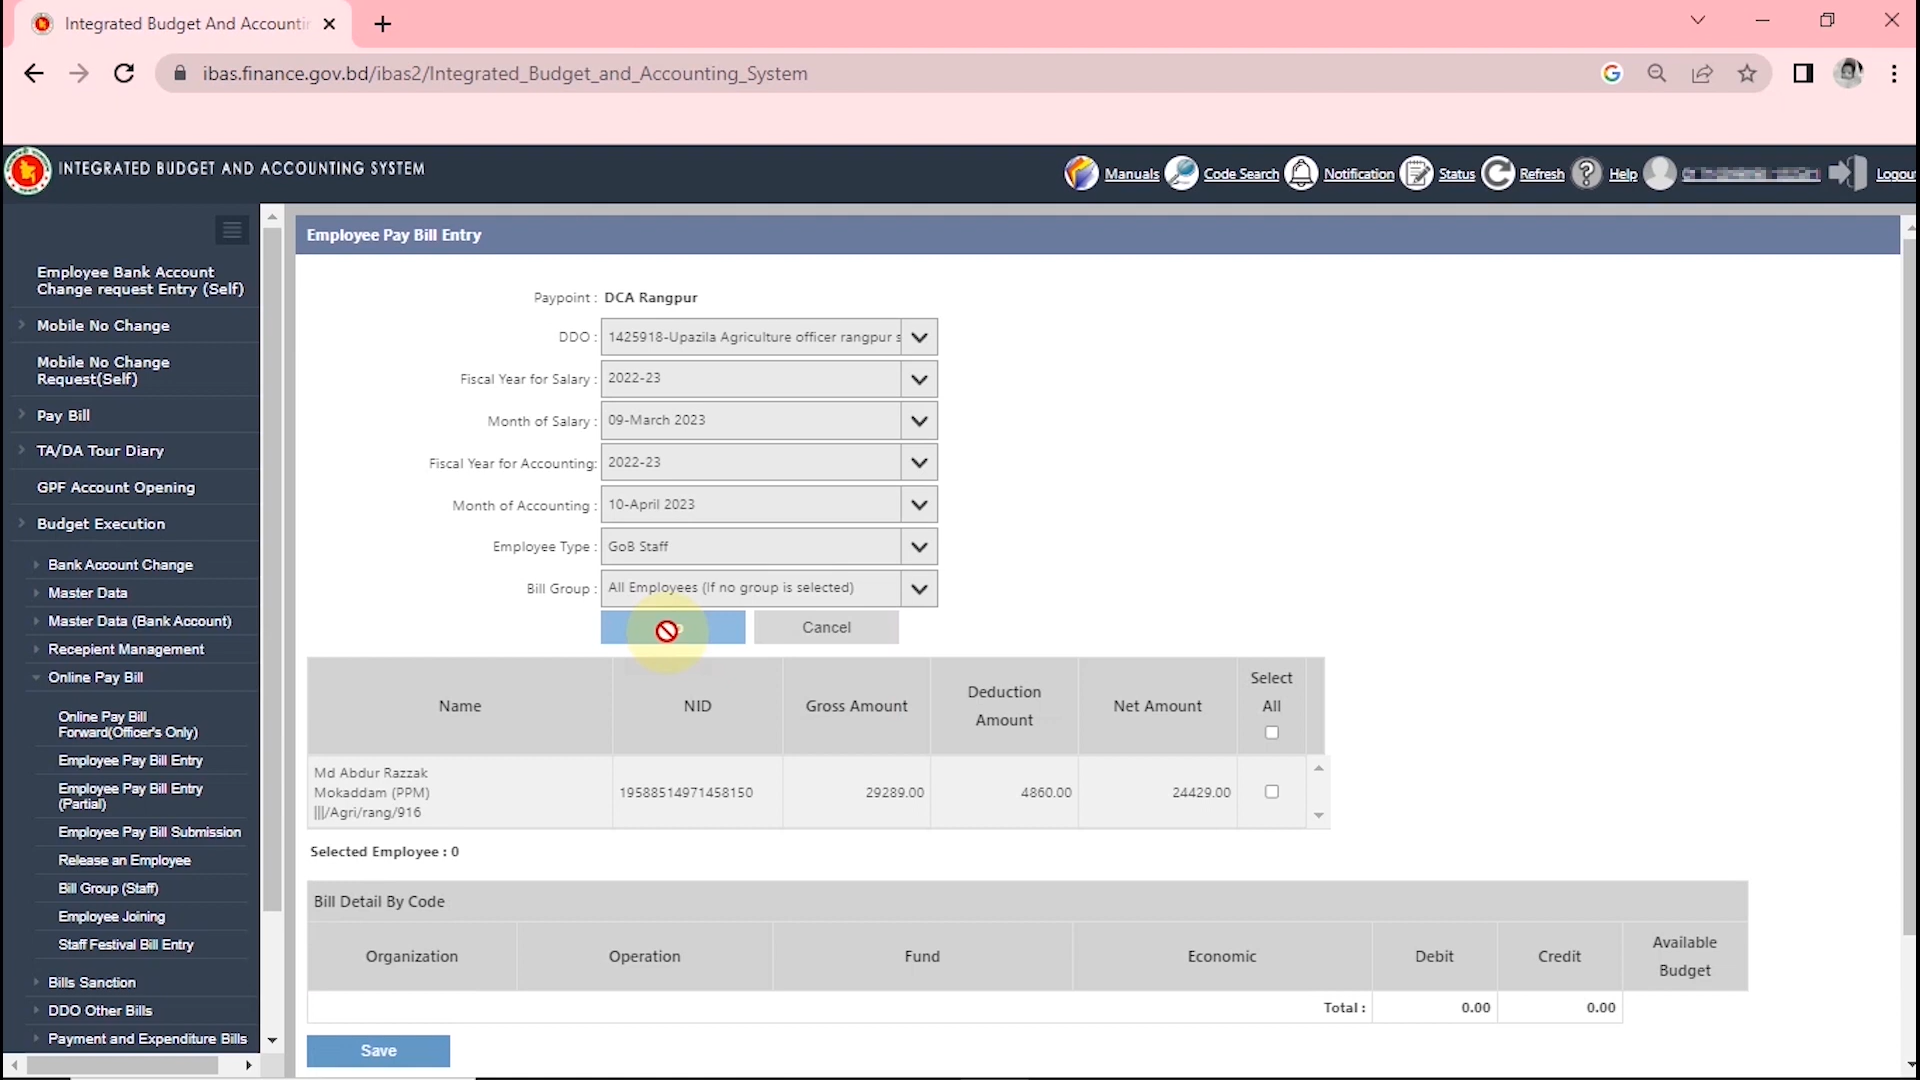 Integrated Budget And Accountin
ibas.finance.gov.bd/ibas2/Integrated_Budget_and_Accounting_System
INTEGRATED BUDGET AND ACCOUNTING SYSTEM
Manuals
Code Search
Notification
Status
Refresh
Help
Logout
Employee Bank Account
Change request Entry (Self)
Mobile No Change
Mobile No Change
Request(Self)
Pay Bill
TA/DA Tour Diary
GPF Account Opening
Budget Execution
Bank Account Change
Master Data
Master Data (Bank Account)
Recepient Management
Online Pay Bill
Online Pay Bill
Forward(Officer's Only)
Employee Pay Bill Entry
Employee Pay Bill Entry
(Partial)
Employee Pay Bill Submission
Release an Employee
Bill Group (Staff)
Employee Joining
Staff Festival Bill Entry
Bills Sanction
DDO Other Bills
Payment and Expenditure Bills
Employee Pay Bill Entry
Paypoint : DCA Rangpur
DDO : 1425918-Upazila Agriculture officer rangpur s
Fiscal Year for Salary : 2022-23
Month of Salary : 09-March 2023
Fiscal Year for Accounting: 2022-23
Month of Accounting : 10-April 2023
Employee Type : GoB Staff
Bill Group : All Employees (If no group is selected)
Cancel
Name
NID
Gross Amount
Deduction
Amount
Net Amount
Select
All
Md Abdur Razzak
Mokaddam (PPM)
|||/Agri/rang/916
19588514971458150
29289.00
4860.00
24429.00
Selected Employee : 0
Bill Detail By Code
Organization
Operation
Fund
Economic
Debit
Credit
Available
Budget
Total :
0.00
0.00
Save